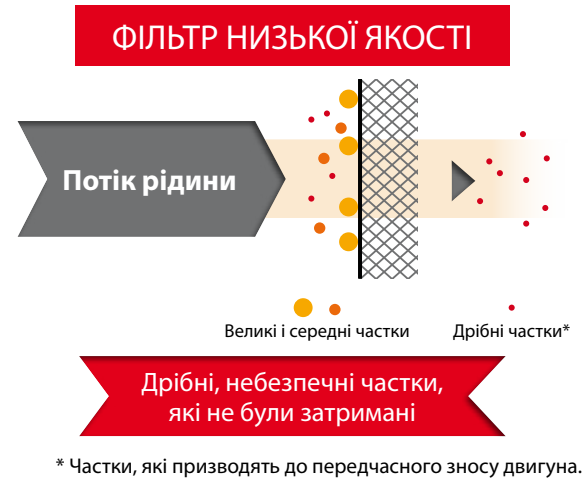 ФІЛЬТР НИЗЬКОЇ ЯКОСТІ
Потік рідини
Великі і середні частки
Дрібні частки*
Дрібні, небезпечні частки,
які не були затримані
* Частки, які призводять до передчасного зносу двигуна.